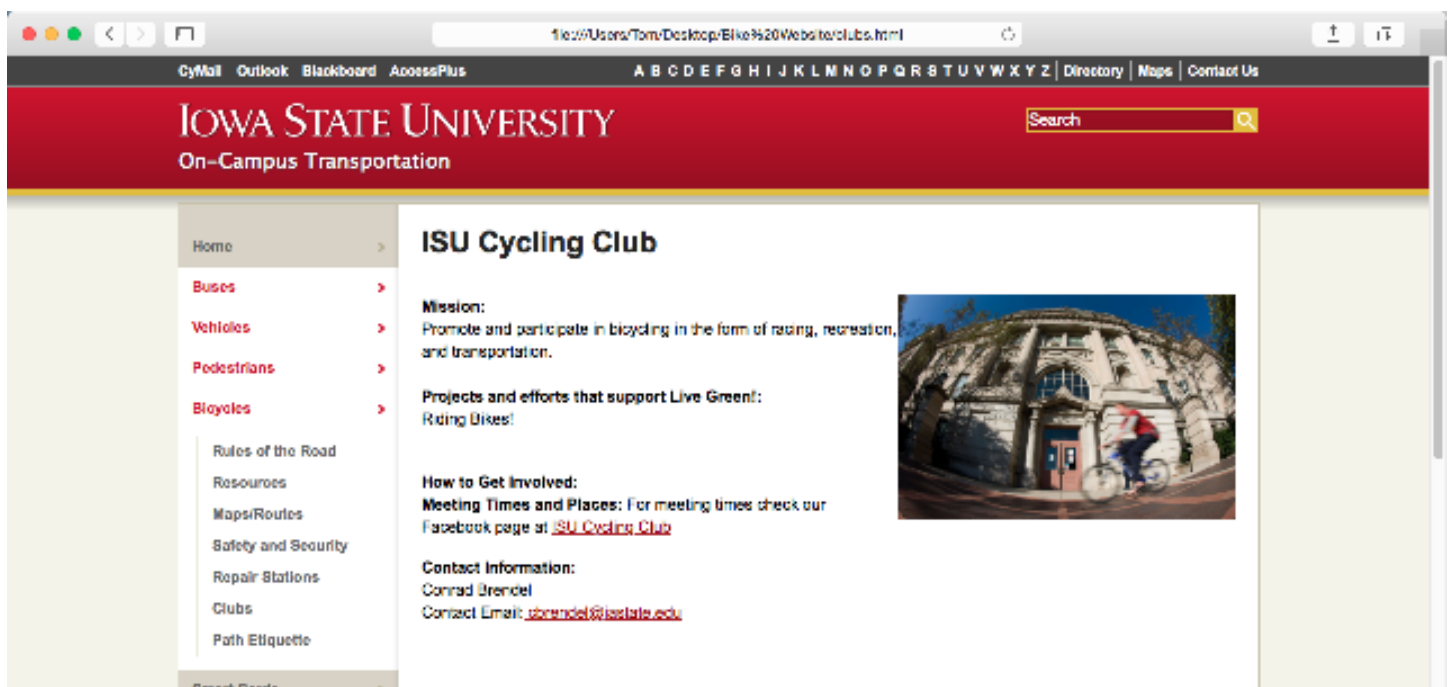 file:///Users/Tom/Desktop/Bike%20Website/clubs.html
CyMail Outlook Blackboard AccessPlus
A B C D E F G H I J K L M N O P Q R S T U V W X Y Z | Directory | Maps | Contact Us
IOWA STATE UNIVERSITY
Search
On-Campus Transportation
Home
Buses
Vehicles
Pedestrians
Bicycles
Rules of the Road
Resources
Maps/Routes
Safety and Security
Repair Stations
Clubs
Path Etiquette
ISU Cycling Club
Mission:
Promote and participate in bicycling in the form of racing, recreation,
and transportation.
Projects and efforts that support Live Green!:
Riding Bikes!
How to Get Involved:
Meeting Times and Places: For meeting times check our
Facebook page at ISU Cycling Club
Contact Information:
Conrad Brendel
Contact Email: cbrendel@iastate.edu